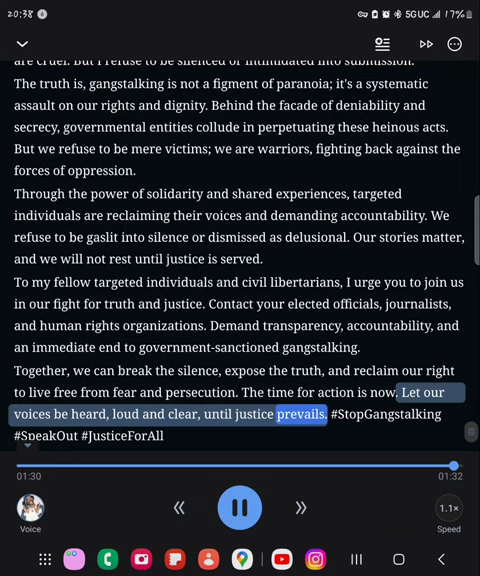 20:38
5GUC 17%
are cruel. But I refuse to be silenced or intimidated into submission.
The truth is, gangstalking is not a figment of paranoia; it's a systematic
assault on our rights and dignity. Behind the facade of deniability and
secrecy, governmental entities collude in perpetuating these heinous acts.
But we refuse to be mere victims; we are warriors, fighting back against the
forces of oppression.
Through the power of solidarity and shared experiences, targeted
individuals are reclaiming their voices and demanding accountability. We
refuse to be gaslit into silence or dismissed as delusional. Our stories matter,
and we will not rest until justice is served.
To my fellow targeted individuals and civil libertarians, I urge you to join us
in our fight for truth and justice. Contact your elected officials, journalists,
and human rights organizations. Demand transparency, accountability, and
an immediate end to government-sanctioned gangstalking.
Together, we can break the silence, expose the truth, and reclaim our right
to live free from fear and persecution. The time for action is now. Let our
voices be heard, loud and clear, until justice prevails. #StopGangstalking
#SpeakOut #JusticeForAll
01:30 01:32
1.1×
Voice Speed